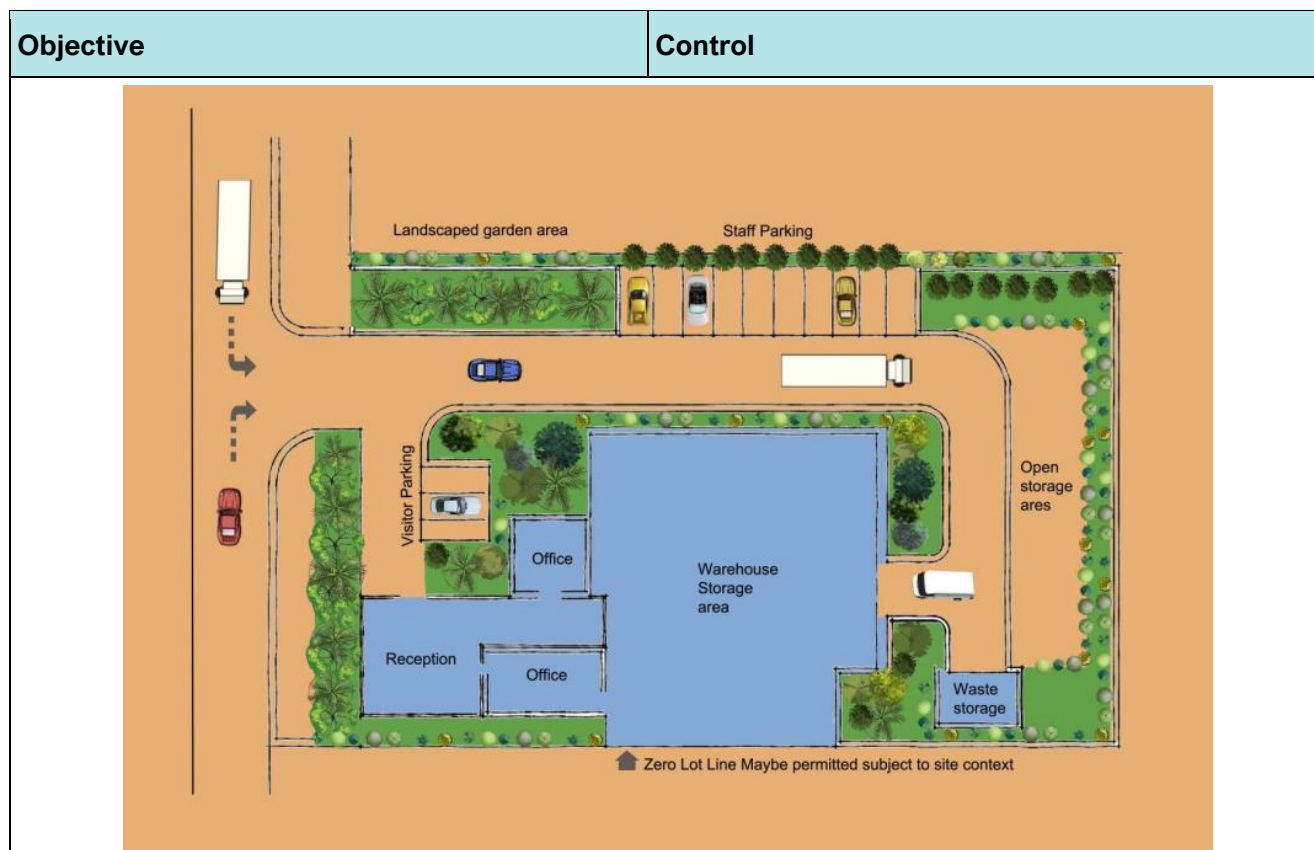 Objective
Control
Landscaped garden area
Staff Parking
Visitor Parking
Open
storage
ares
Office
Warehouse
Storage
area
Reception
Office
Waste
storage
Zero Lot Line Maybe permitted subject to site context